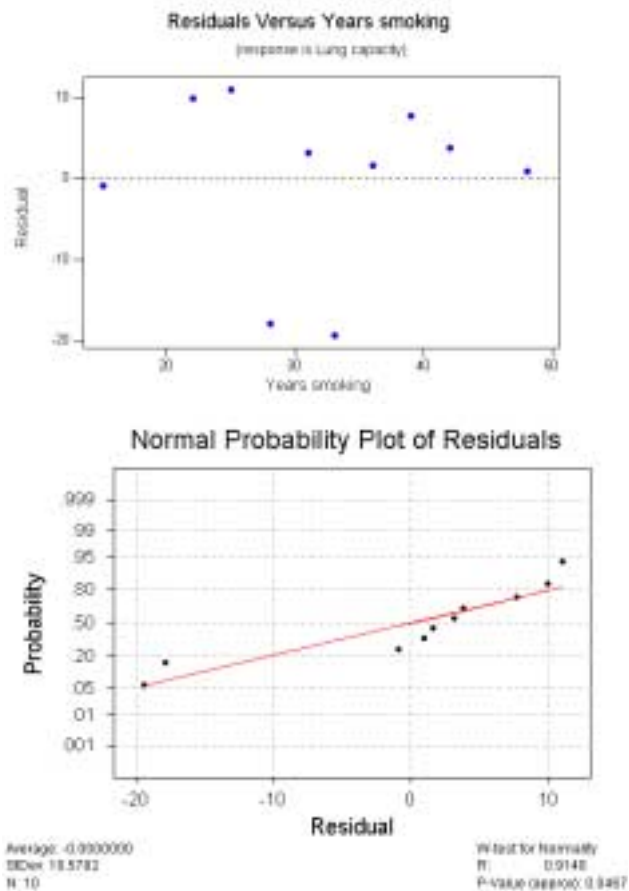 Residuals Versus Years smoking
(response is Lung capacity)
10
0
-10
-20
Residual
20 30 40 60
Years smoking
Normal Probability Plot of Residuals
.999
.99
.95
.80
.50
.20
.05
.01
.001
Probability
-20 -10 0 10
Residual
Average: -0.0000000
StDev: 10.5782
N: 10
W-test for Normality
R: 0.9140
P-Value (approx): 0.0467